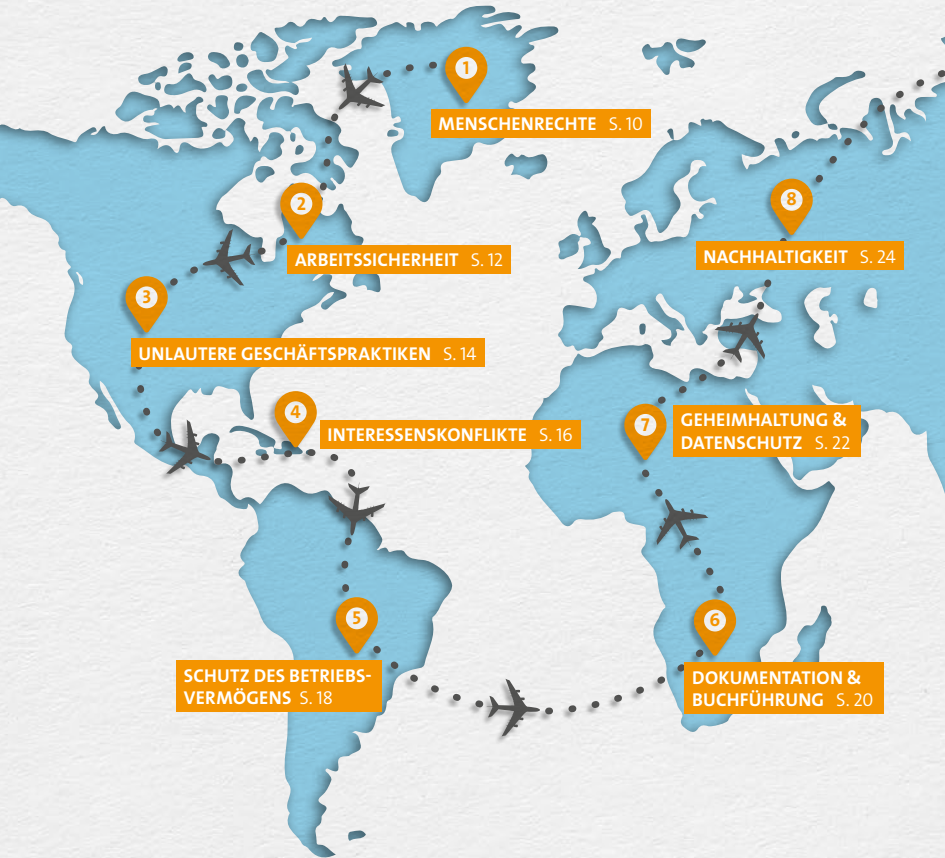 1
MENSCHENRECHTE S. 10
2
ARBEITSSICHERHEIT S. 12
3
UNLAUTERE GESCHÄFTSPRAKTIKEN S. 14
4
INTERESSENSKONFLIKTE S. 16
5
SCHUTZ DES BETRIEBS-
VERMÖGENS S. 18
6
DOKUMENTATION &
BUCHFÜHRUNG S. 20
7
GEHEIMHALTUNG &
DATENSCHUTZ S. 22
8
NACHHALTIGKEIT S. 24